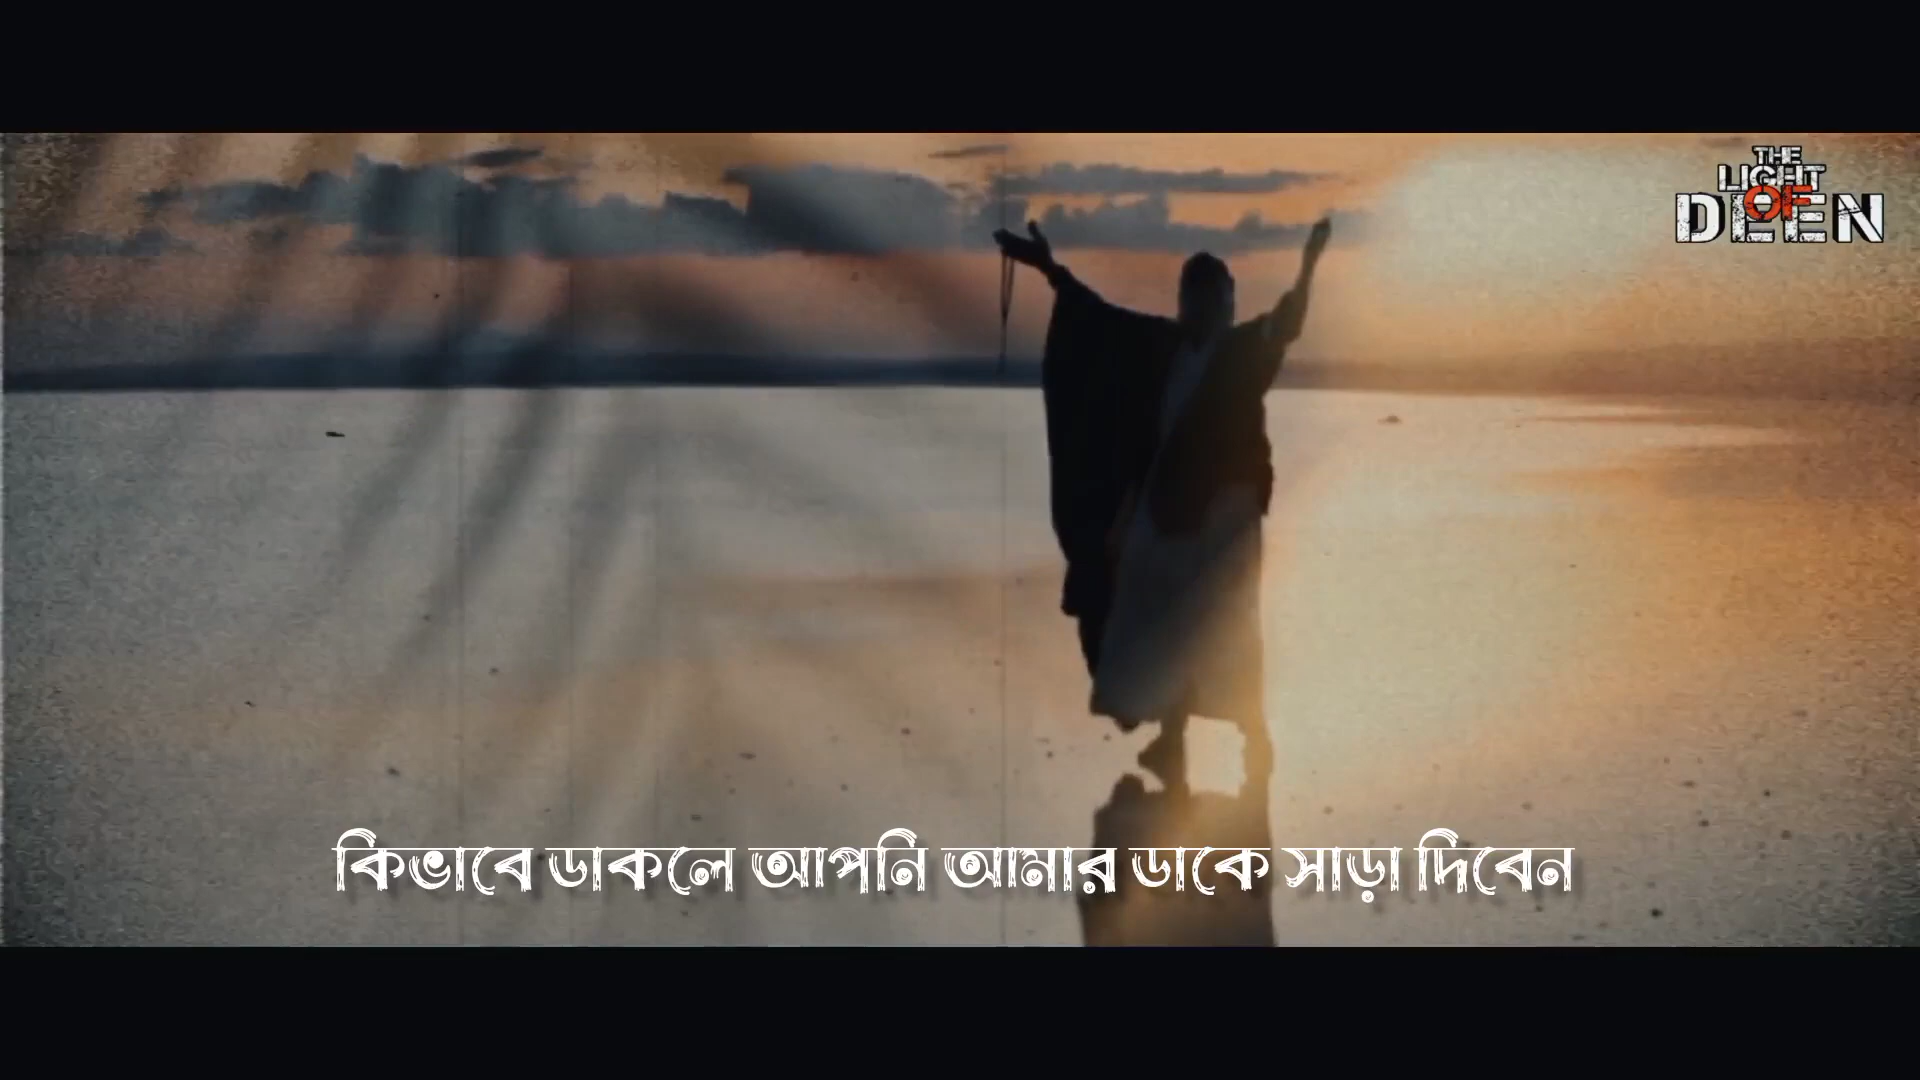 THE
LIGHT
OF
DEEN
কিভাবে ডাকলে আপনি আমার ডাকে সাড়া দিবেন